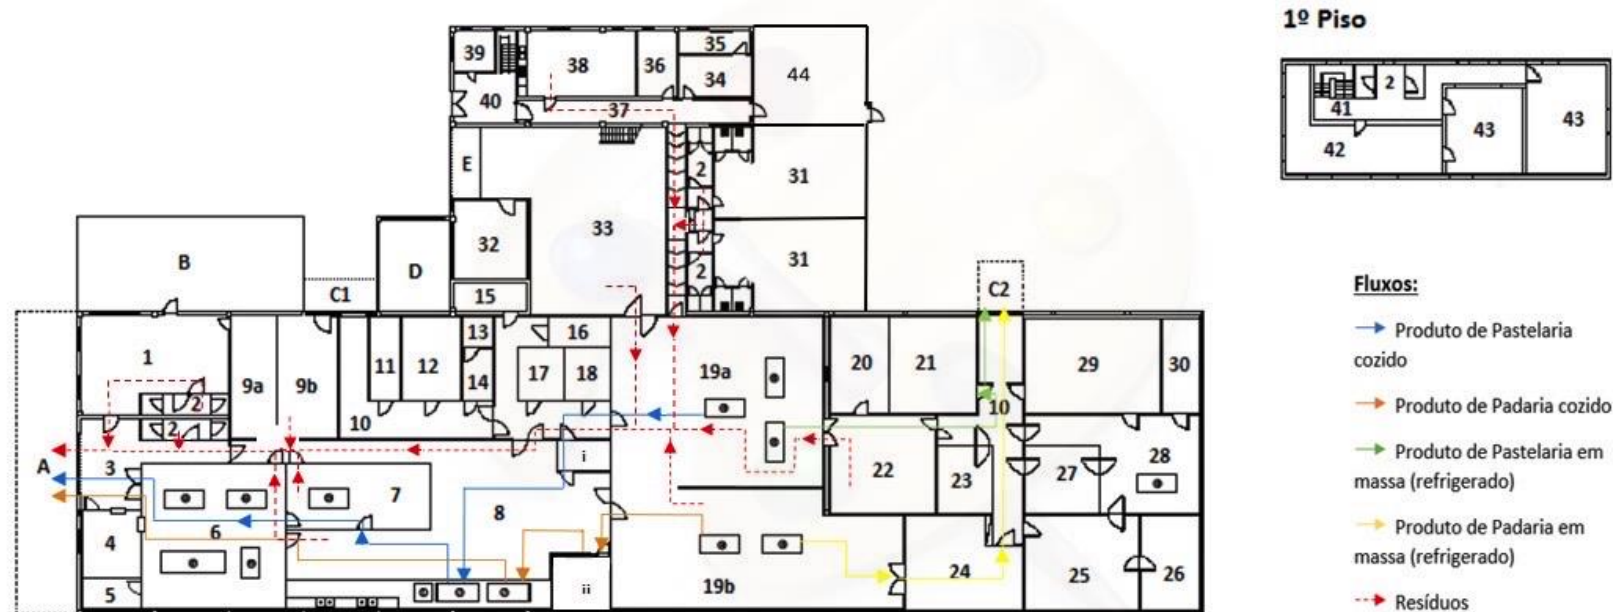 1º Piso
39
38
36
35
34
44
40
37
41
2
43
43
42
E
2
31
33
32
31
B
D
2
C1
15
C2
Fluxos:
Produto de Pastelaria
cozido
Produto de Padaria cozido
Produto de Pastelaria em
massa (refrigerado)
Produto de Padaria em
massa (refrigerado)
Resíduos
1
9a
9b
11
12
13
14
16
17
18
19a
20
21
29
30
2
2
10
10
A
3
i
22
23
27
28
7
8
6
4
5
ii
19b
24
25
26